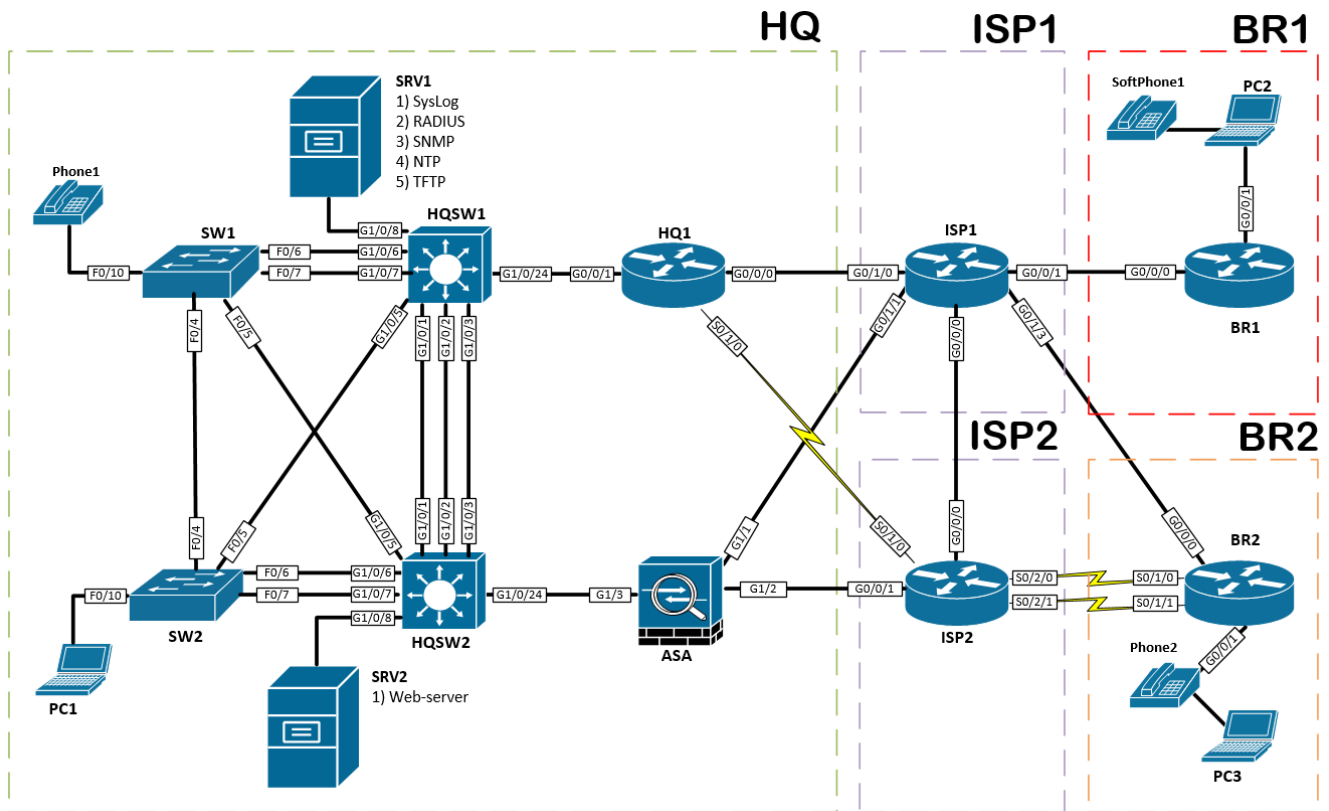 HQ
ISP1
BR1
SRV1
1) SysLog
2) RADIUS
3) SNMP
4) NTP
5) TFTP
SoftPhone1
PC2
Phone1
G1/0/8
HQSW1
G0/0/1
SW1
F0/6
G1/0/6
HQ1
ISP1
F0/10
F0/7
G1/0/7
G1/0/24
G0/0/1
G0/0/0
G0/1/0
G0/0/1
G0/0/0
BR1
F0/4
F0/5
G1/0/5
G1/0/1
G1/0/2
G1/0/3
S0/1/0
G0/1/1
G0/0/0
G0/1/3
ISP2
BR2
F0/4
F0/5
G1/0/5
G1/0/1
G1/0/2
G1/0/3
G1/1
S0/1/0
G0/0/0
G0/0/0
BR2
F0/10
F0/6
G1/0/6
F0/7
G1/0/7
G1/0/24
G1/3
G1/2
G0/0/1
S0/2/0
S0/1/0
S0/2/1
S0/1/1
SW2
G1/0/8
HQSW2
ASA
ISP2
G0/0/1
Phone2
PC1
SRV2
1) Web-server
PC3